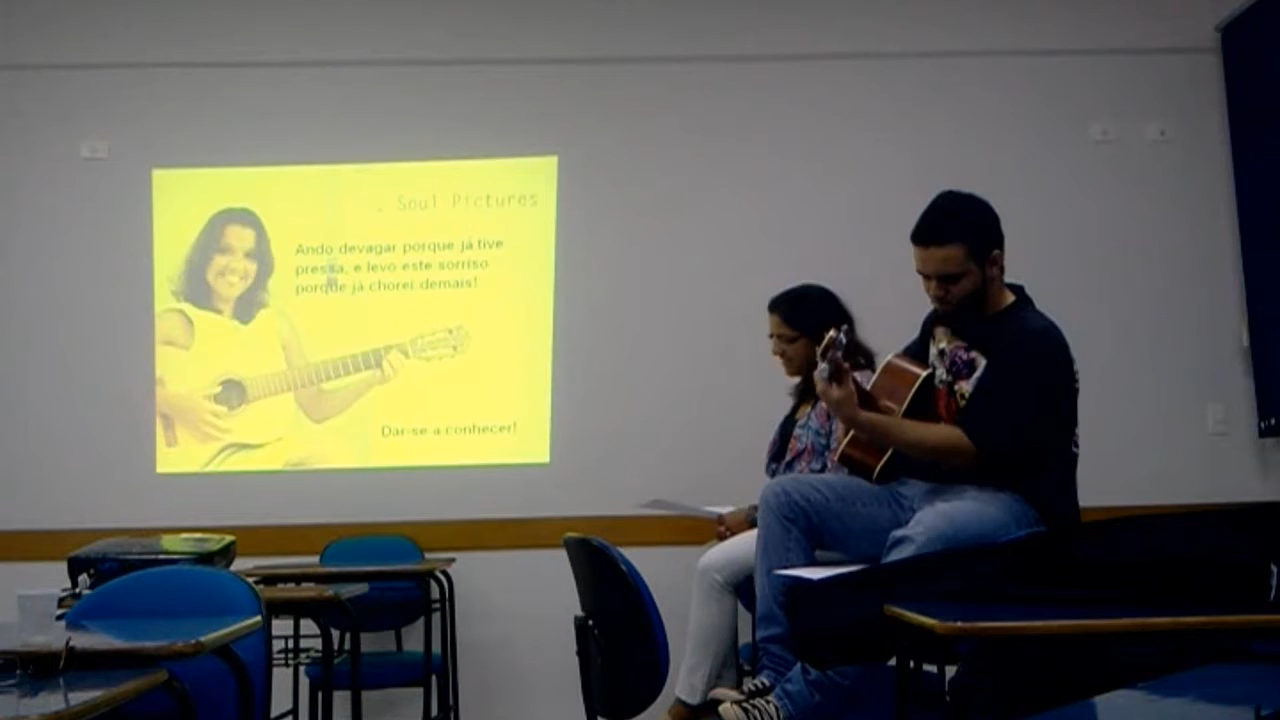 . Soul Pictures
Ando devagar porque já tive
pressa, e levo este sorriso
porque já chorei demais!
Dar-se a conhecer!